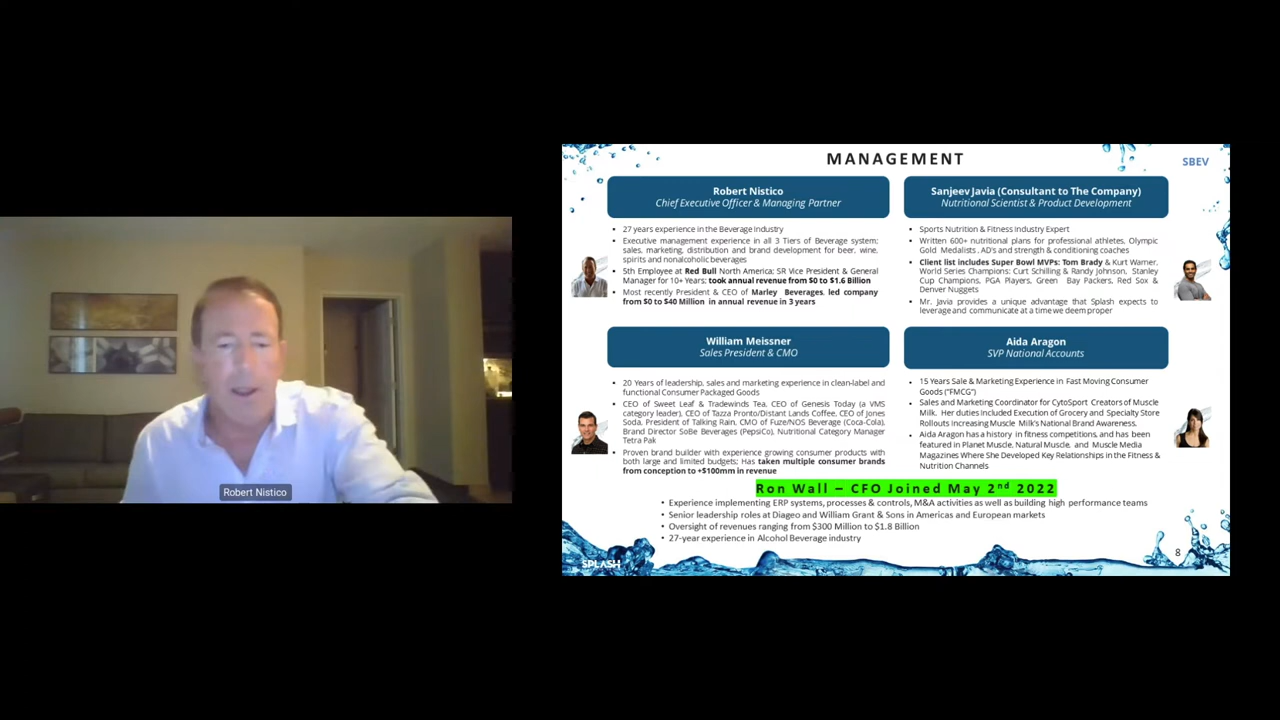 MANAGEMENT
SBEV
Robert Nistico
Chief Executive Officer & Managing Partner
• 27 years experience in the Beverage Industry
• Executive management experience in all 3 Tiers of Beverage system;
sales, marketing, distribution and brand development for beer, wine,
spirits and nonalcoholic beverages
• 5th Employee at Red Bull North America; SR Vice President & General
Manager for 10+ Years; took annual revenue from $0 to $1.6 Billion
• Most recently President & CEO of Marley Beverages, led company
from $0 to $40 Million in annual revenue in 3 years
Sanjeev Javia (Consultant to The Company)
Nutritional Scientist & Product Development
• Sports Nutrition & Fitness Industry Expert
• Written 600+ nutritional plans for professional athletes, Olympic
Gold Medalists , AD's and strength & conditioning coaches
• Client list includes Super Bowl MVPs: Tom Brady & Kurt Warner,
World Series Champions: Curt Schilling & Randy Johnson, Stanley
Cup Champions, PGA Players, Green Bay Packers, Red Sox &
Denver Nuggets
• Mr. Javia provides a unique advantage that Splash expects to
leverage and communicate at a time we deem proper
William Meissner
Sales President & CMO
• 20 Years of leadership, sales and marketing experience in clean-label and
functional Consumer Packaged Goods
• CEO of Sweet Leaf & Tradewinds Tea, CEO of Genesis Today (a VMS
category leader), CEO of Tazza Pronto/Distant Lands Coffee, CEO of Jones
Soda, President of Talking Rain, CMO of Fuze/NOS Beverage (Coca-Cola),
Brand Director SoBe Beverages (PepsiCo), Nutritional Category Manager
Tetra Pak
• Proven brand builder with experience growing consumer products with
both large and limited budgets; Has taken multiple consumer brands
from conception to +$100mm in revenue
Aida Aragon
SVP National Accounts
• 15 Years Sale & Marketing Experience in Fast Moving Consumer
Goods ("FMCG")
• Sales and Marketing Coordinator for CytoSport Creators of Muscle
Milk. Her duties Included Execution of Grocery and Specialty Store
Rollouts Increasing Muscle Milk's National Brand Awareness.
• Aida Aragon has a history in fitness competitions, and has been
featured in Planet Muscle, Natural Muscle, and Muscle Media
Magazines Where She Developed Key Relationships in the Fitness &
Nutrition Channels
Ron Wall – CFO Joined May 2nd 2022
• Experience implementing ERP systems, processes & controls, M&A activities as well as building high performance teams
• Senior leadership roles at Diageo and William Grant & Sons in Americas and European markets
• Oversight of revenues ranging from $300 Million to $1.8 Billion
• 27-year experience in Alcohol Beverage industry
8
SPLASH
Robert Nistico